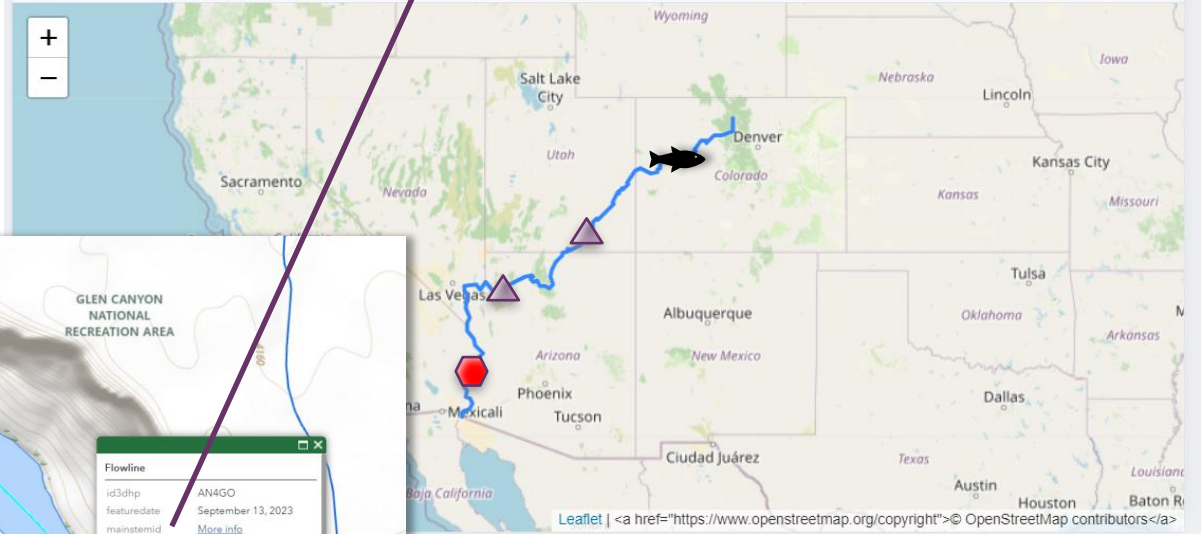 +
−
Wyoming
Salt Lake
City
Nebraska
Iowa
Lincoln
Denver
Utah
Colorado
Kansas City
Sacramento
Nevada
Kansas
Missouri
Las Vegas
Tulsa
Albuquerque
Oklahoma
Arkansas
Arizona
New Mexico
Phoenix
Mexicali
Tucson
Dallas
Ciudad Juárez
Texas
Austin
Louisiana
Houston
Baja California
Leaflet | <a href="https://www.openstreetmap.org/copyright">© OpenStreetMap contributors</a>
GLEN CANYON
NATIONAL
RECREATION AREA
1160
Flowline
id3dhp AN4GO
featuredate September 13, 2023
mainstemid More info